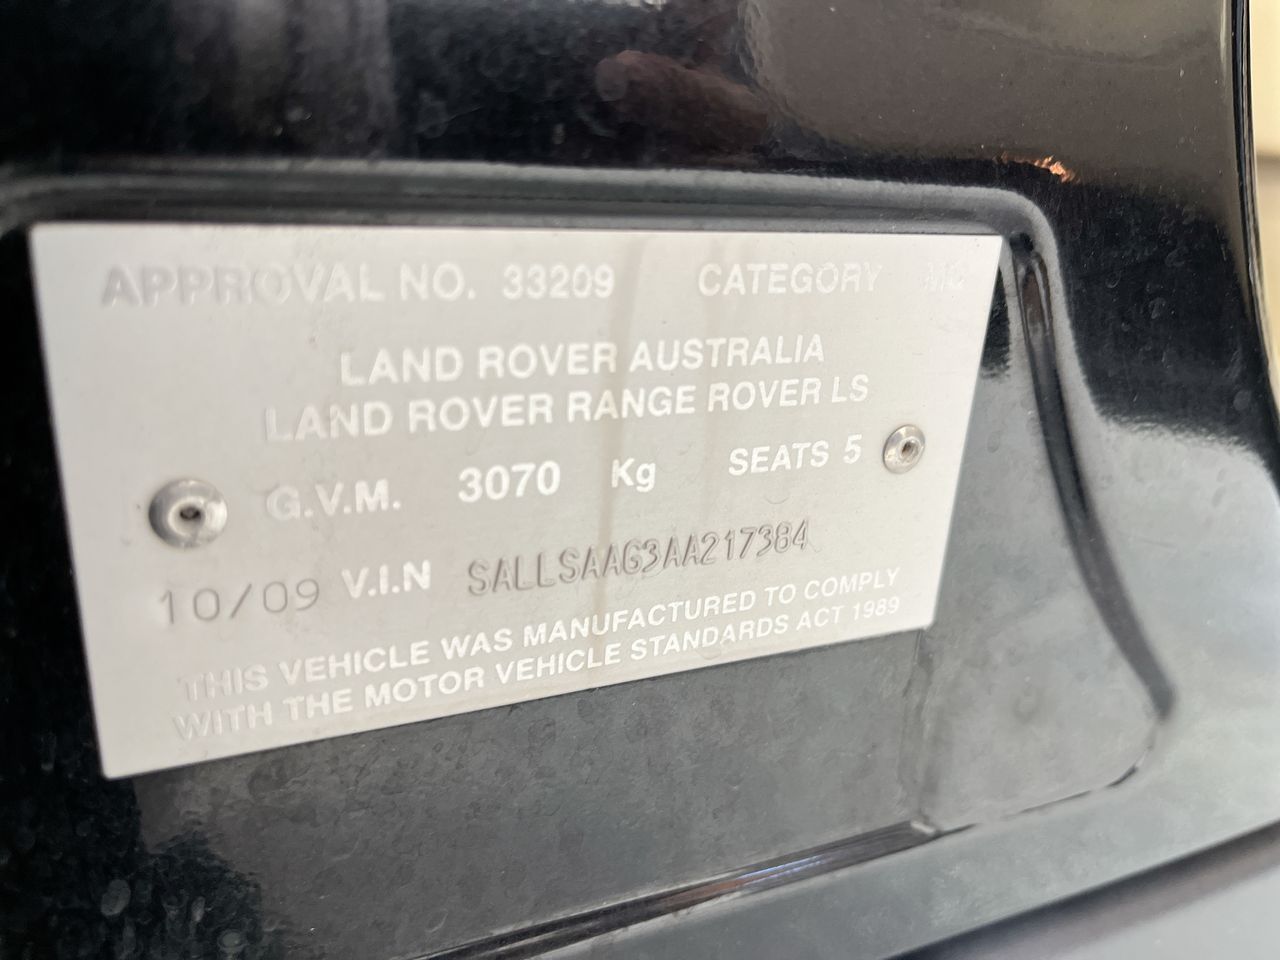 APPROVAL NO. 33209 CATEGORY
LAND ROVER AUSTRALIA
LAND ROVER RANGE ROVER LS
G.V.M. 3070 Kg SEATS 5
10/09 V.I.N SALLSAAG3AA217384
THIS VEHICLE WAS MANUFACTURED TO COMPLY
WITH THE MOTOR VEHICLE STANDARDS ACT 1989